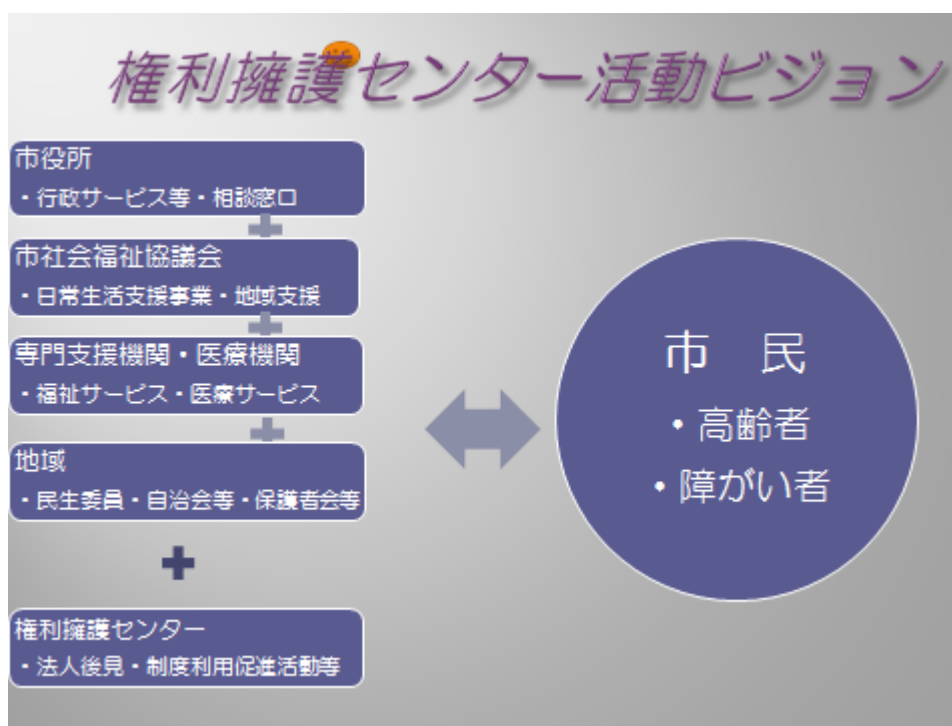 権利擁護センター活動ビジョン
市役所
・行政サービス等・相談窓口
市社会福祉協議会
・日常生活支援事業・地域支援
専門支援機関・医療機関
・福祉サービス・医療サービス
地域
・民生委員・自治会等・保護者会等
権利擁護センター
・法人後見・制度利用促進活動等
市　民
・高齢者
・障がい者